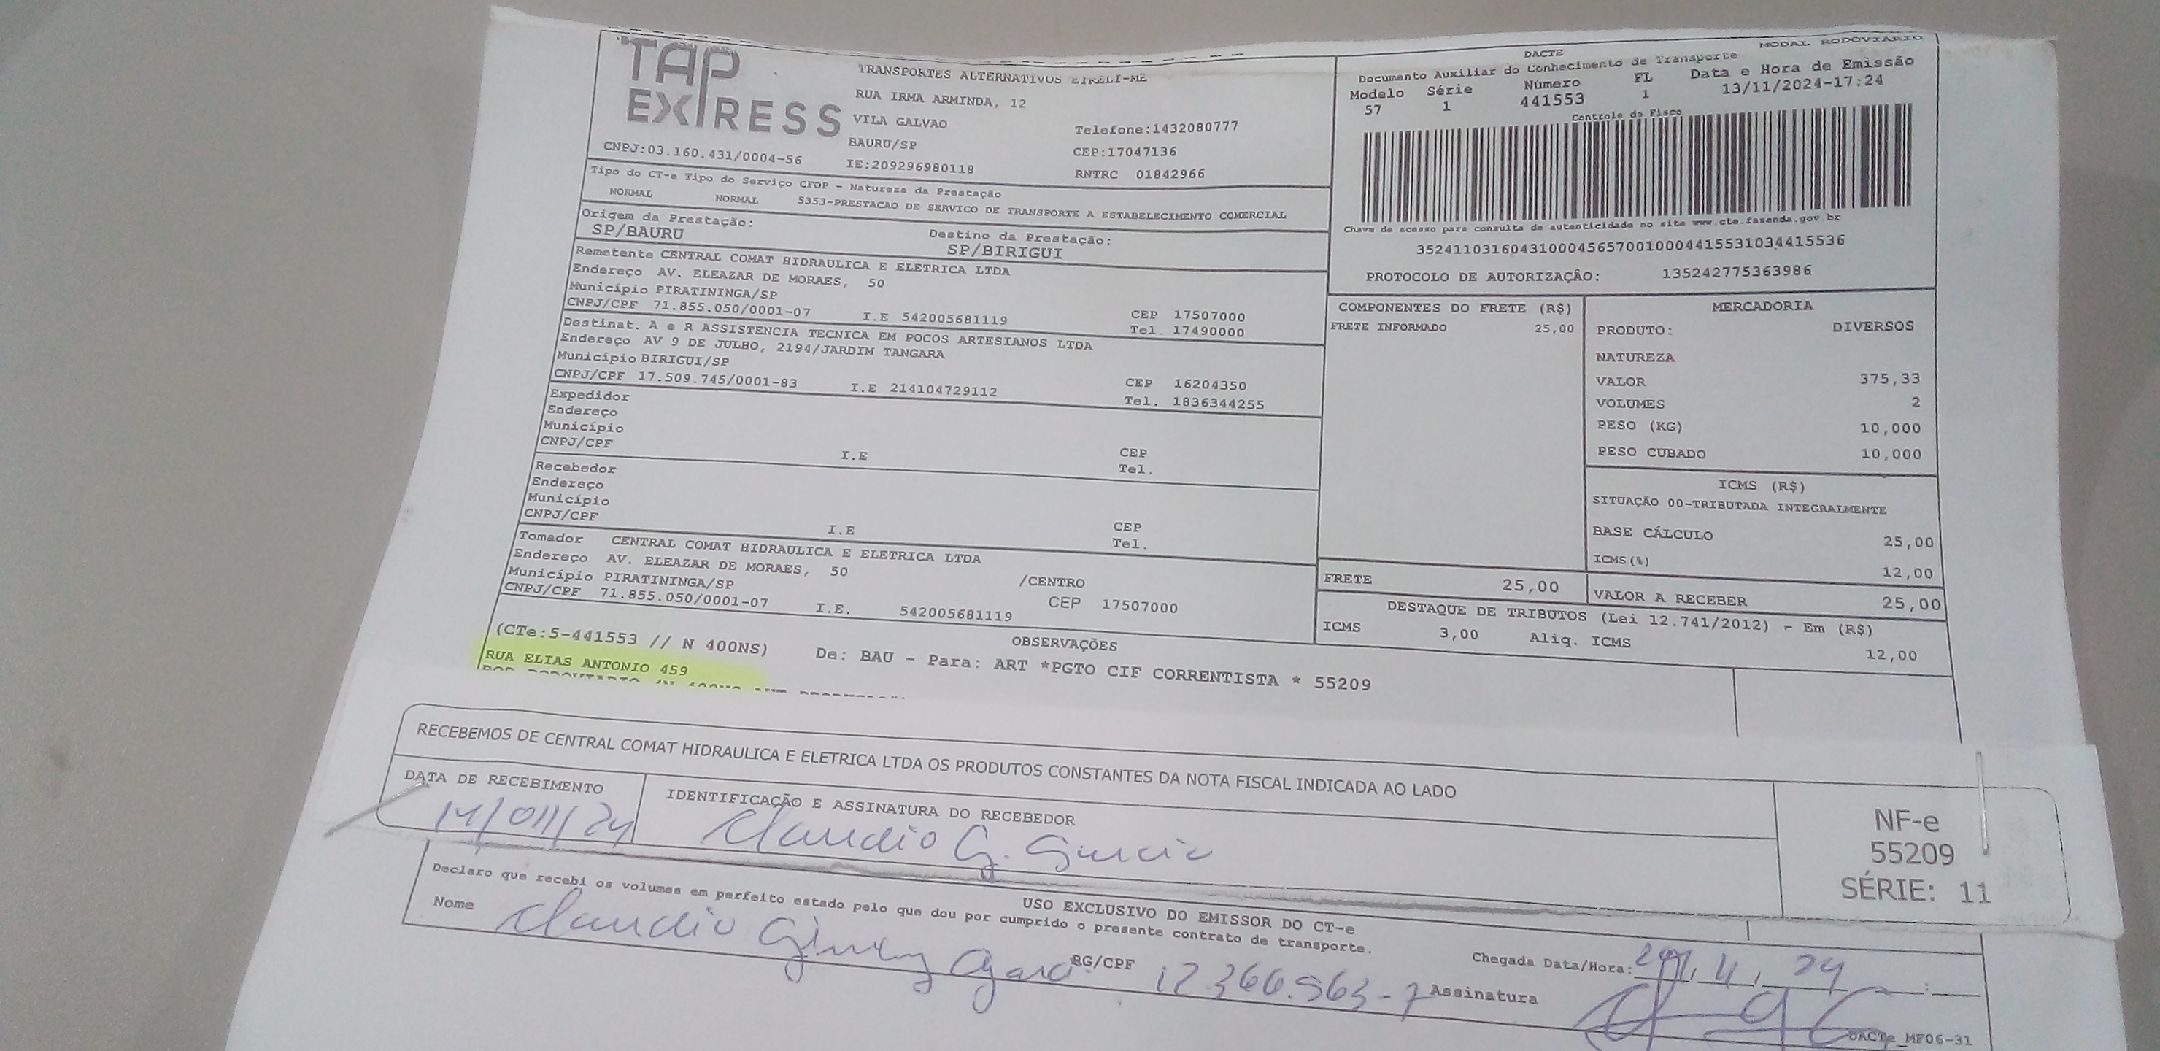 TAP EXPRESS
TRANSPORTES ALTERNATIVOS EIRELI-ME
RUA IRMA ARMINDA, 12
VILA GALVAO Telefone:1432080777
BAURU/SP CEP:17047136
CNPJ:03.160.431/0004-56 IE:209296980118 RNTRC 01842966
Tipo do CT-e Tipo do Serviço CFOP - Natureza da Prestação
NORMAL NORMAL 5353-PRESTACAO DE SERVICO DE TRANSPORTE A ESTABELECIMENTO COMERCIAL
Origem da Prestação: Destino da Prestação:
SP/BAURU SP/BIRIGUI
Remetente CENTRAL COMAT HIDRAULICA E ELETRICA LTDA
Endereço AV. ELEAZAR DE MORAES, 50
Município PIRATININGA/SP CEP 17507000
CNPJ/CPF 71.855.050/0001-07 I.E 542005681119 Tel. 17490000
Destinat. A e R ASSISTENCIA TECNICA EM POCOS ARTESIANOS LTDA
Endereço AV 9 DE JULHO, 2194/JARDIM TANGARA
Município BIRIGUI/SP CEP 16204350
CNPJ/CPF 17.509.745/0001-83 I.E 214104729112 Tel. 1836344255
Expedidor
Endereço
Município CEP
CNPJ/CPF I.E Tel.
Recebedor
Endereço
Município CEP
CNPJ/CPF I.E Tel.
Tomador CENTRAL COMAT HIDRAULICA E ELETRICA LTDA
Endereço AV. ELEAZAR DE MORAES, 50 /CENTRO
Município PIRATININGA/SP CEP 17507000
CNPJ/CPF 71.855.050/0001-07 I.E. 542005681119
DACTE MODAL RODOVIARIO
Documento Auxiliar do Conhecimento de Transporte
Modelo Série Número FL Data e Hora de Emissão
57 1 441553 1 13/11/2024-17:24
Controle do Fisco
Chave de acesso para consulta de autenticidade no site www.cte.fazenda.gov.br
35241103160431000456570010004415531034415536
PROTOCOLO DE AUTORIZAÇÃO: 135242775363986
COMPONENTES DO FRETE (R$)
FRETE INFORMADO 25,00
MERCADORIA
PRODUTO: DIVERSOS
NATUREZA
VALOR 375,33
VOLUMES 2
PESO (KG) 10,000
PESO CUBADO 10,000
ICMS (R$)
SITUAÇÃO 00-TRIBUTADA INTEGRALMENTE
BASE CÁLCULO 25,00
ICMS(%) 12,00
FRETE 25,00 VALOR A RECEBER 25,00
DESTAQUE DE TRIBUTOS (Lei 12.741/2012) - Em (R$)
ICMS 3,00 Aliq. ICMS 12,00
OBSERVAÇÕES
(CTe:5-441553 // N 400NS) De: BAU - Para: ART *PGTO CIF CORRENTISTA * 55209
RUA ELIAS ANTONIO 459
RECEBEMOS DE CENTRAL COMAT HIDRAULICA E ELETRICA LTDA OS PRODUTOS CONSTANTES DA NOTA FISCAL INDICADA AO LADO
DATA DE RECEBIMENTO IDENTIFICAÇÃO E ASSINATURA DO RECEBEDOR
14/011/24 Claudio G. Garcia
NF-e
55209
SÉRIE: 11
USO EXCLUSIVO DO EMISSOR DO CT-e
Declaro que recebi os volumes em perfeito estado pelo que dou por cumprido o presente contrato de transporte.
Nome Claudio RG/CPF 12.366.563-7 Assinatura
Chegada Data/Hora: 11, 24 :
DACTe_MF06-31